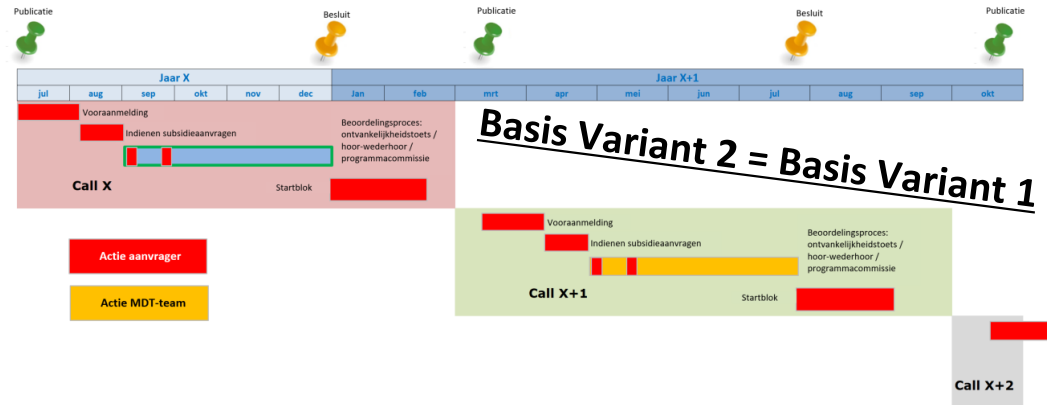 Publicatie
Besluit
Publicatie
Besluit
Publicatie
Jaar X
Jaar X+1
jul aug sep okt nov dec Jan feb mrt apr mei jun jul aug sep okt
Vooraanmelding
Indienen subsidieaanvragen
Beoordelingsproces:
ontvankelijkheidstoets /
hoor-wederhoor /
programmacommissie
Call X
Startblok
Basis Variant 2 = Basis Variant 1
Vooraanmelding
Indienen subsidieaanvragen
Beoordelingsproces:
ontvankelijkheidstoets /
hoor-wederhoor /
programmacommissie
Call X+1
Startblok
Actie aanvrager
Actie MDT-team
Call X+2